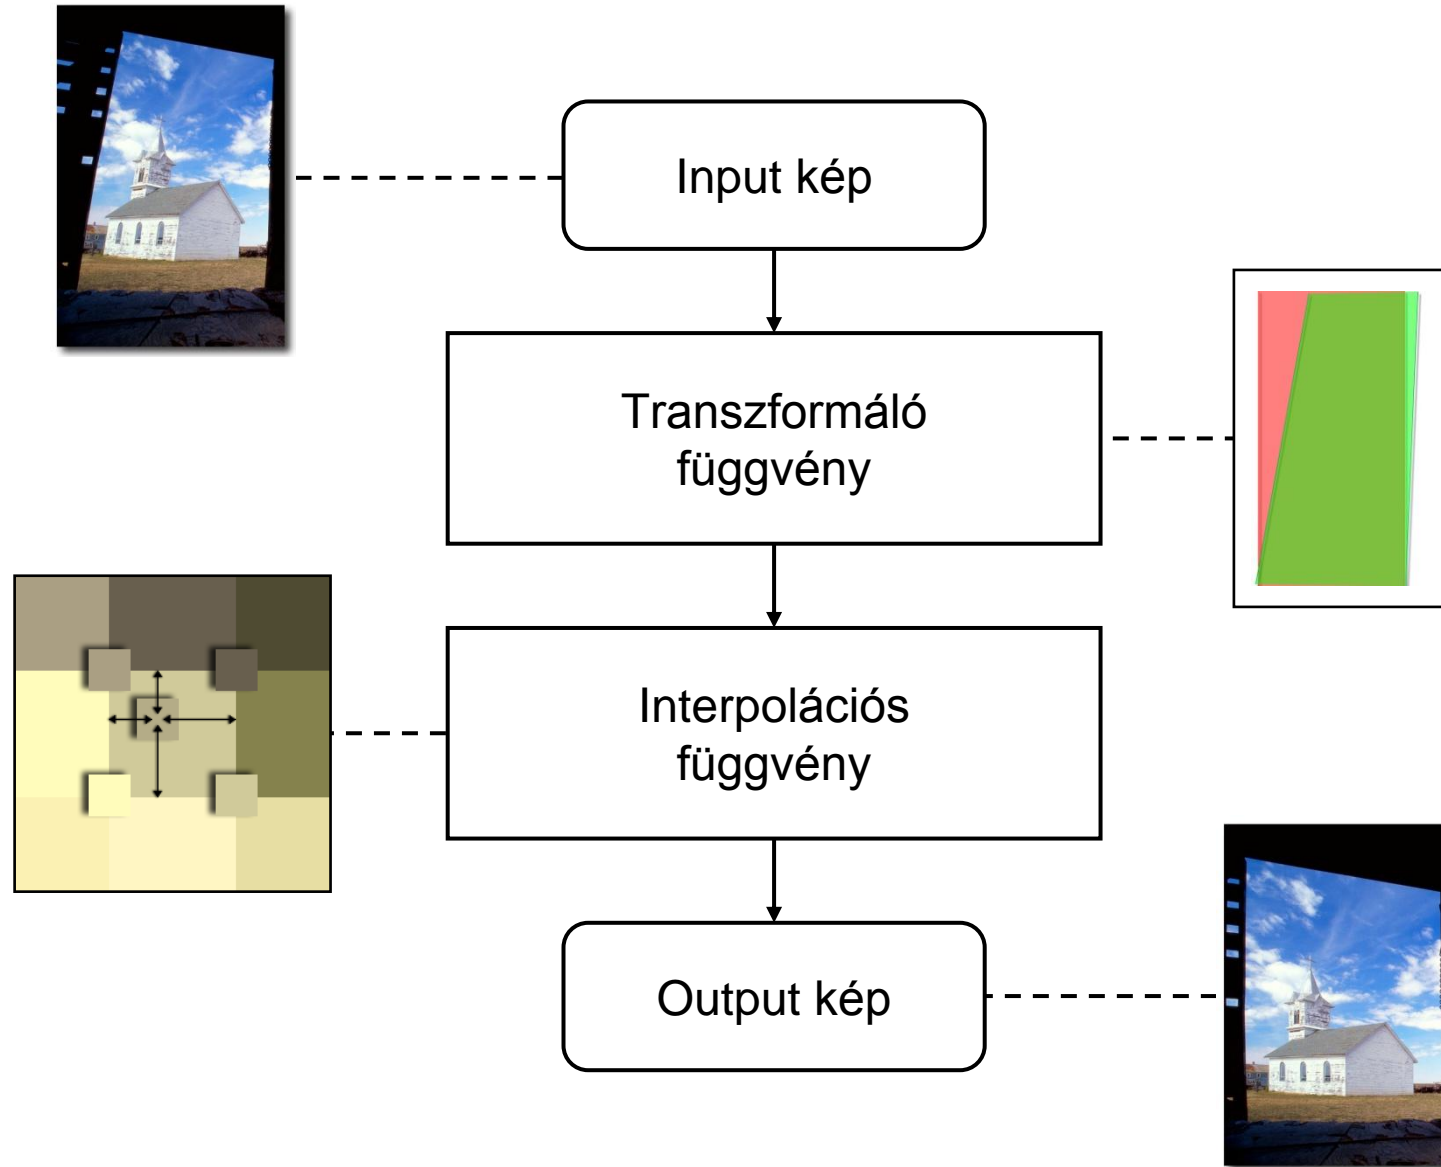 Input kép
Transzformáló
függvény
Interpolációs
függvény
Output kép